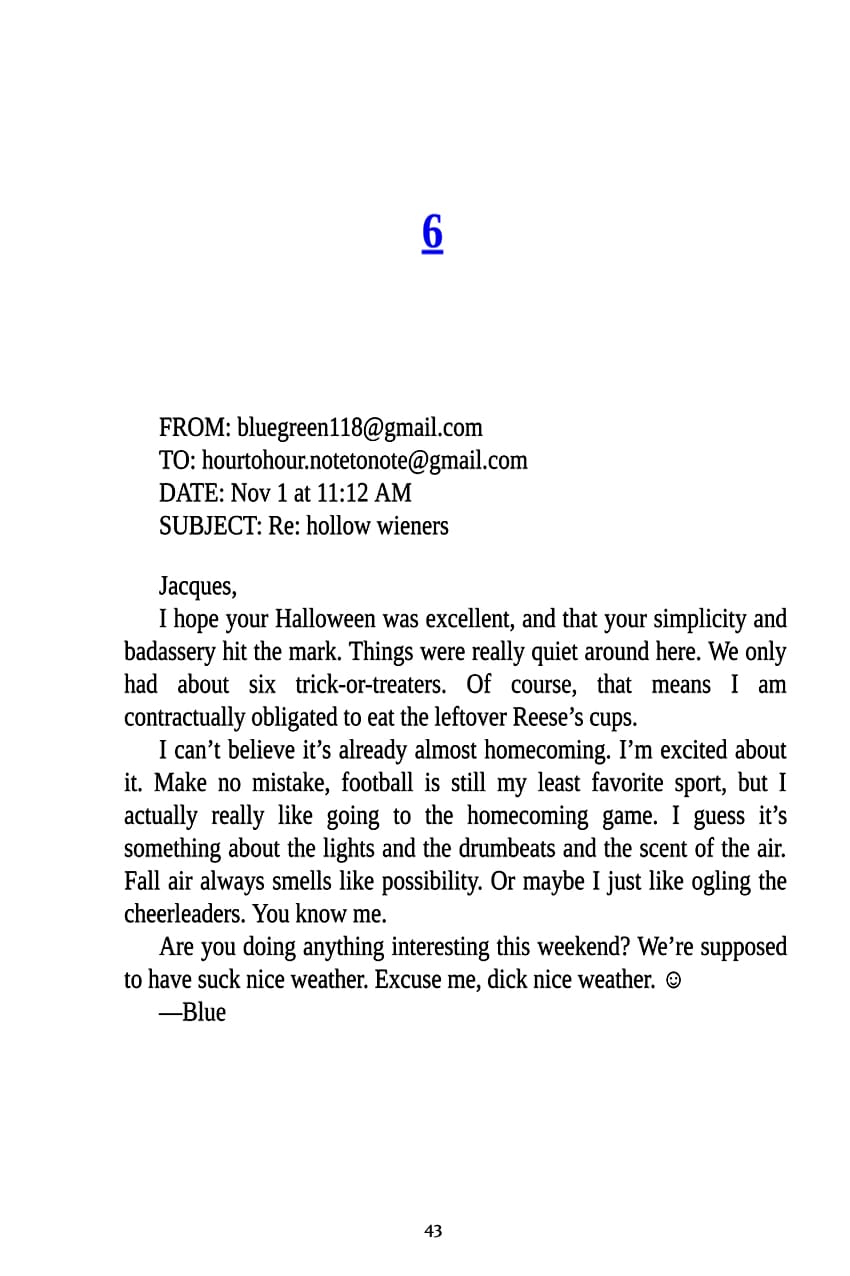 6
FROM: bluegreen118@gmail.com
TO: hourtohour.notetonote@gmail.com
DATE: Nov 1 at 11:12 AM
SUBJECT: Re: hollow wieners
Jacques,
I hope your Halloween was excellent, and that your simplicity and
badassery hit the mark. Things were really quiet around here. We only
had about six trick-or-treaters. Of course, that means I am
contractually obligated to eat the leftover Reese’s cups.
I can’t believe it’s already almost homecoming. I’m excited about
it. Make no mistake, football is still my least favorite sport, but I
actually really like going to the homecoming game. I guess it’s
something about the lights and the drumbeats and the scent of the air.
Fall air always smells like possibility. Or maybe I just like ogling the
cheerleaders. You know me.
Are you doing anything interesting this weekend? We’re supposed
to have suck nice weather. Excuse me, dick nice weather. ☺
—Blue
43